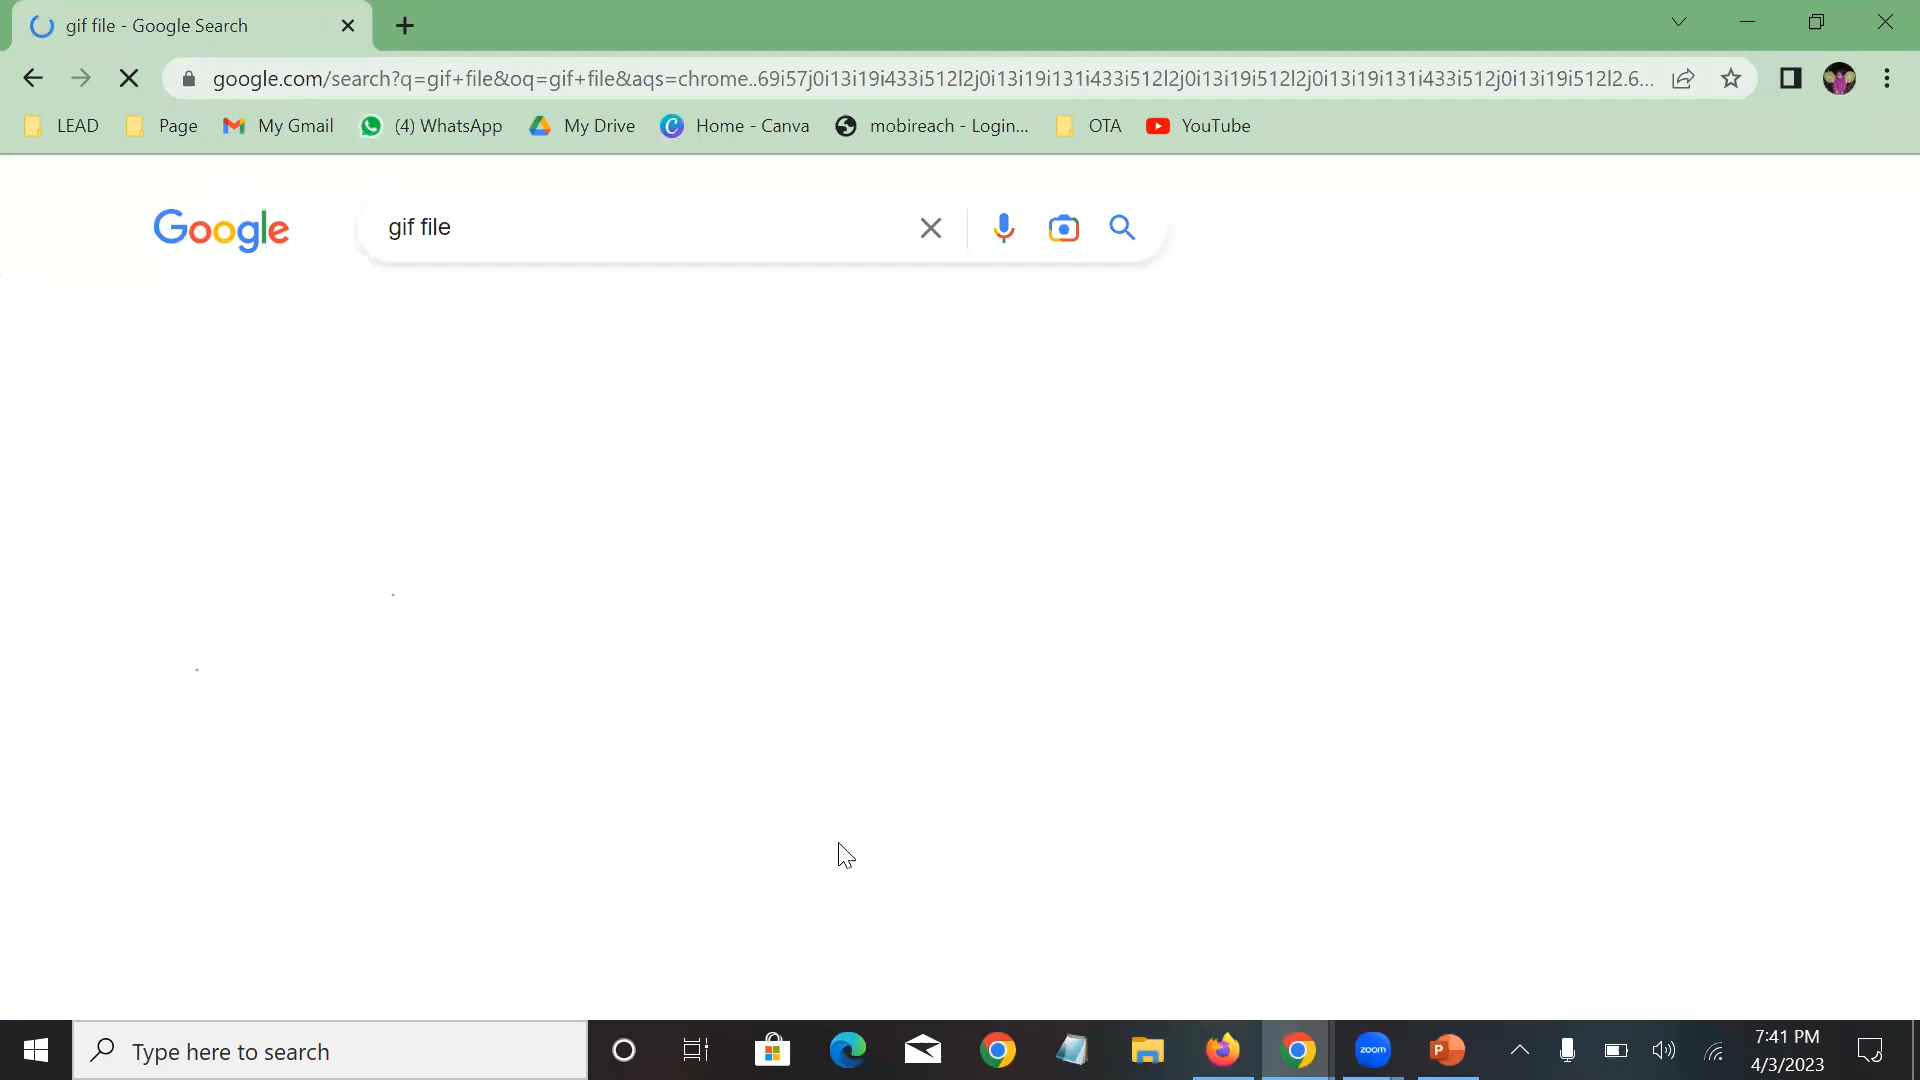 gif file - Google Search
google.com/search?q=gif+file&oq=gif+file&aqs=chrome..69i57j0i13i19i433i512l2j0i13i19i131i433i512l2j0i13i19i512l2j0i13i19i131i433i512j0i13i19i512l2.6...
LEAD Page My Gmail (4) WhatsApp My Drive Home - Canva mobireach - Login... OTA YouTube
Google gif file
Type here to search
zoom
P
7:41 PM
4/3/2023